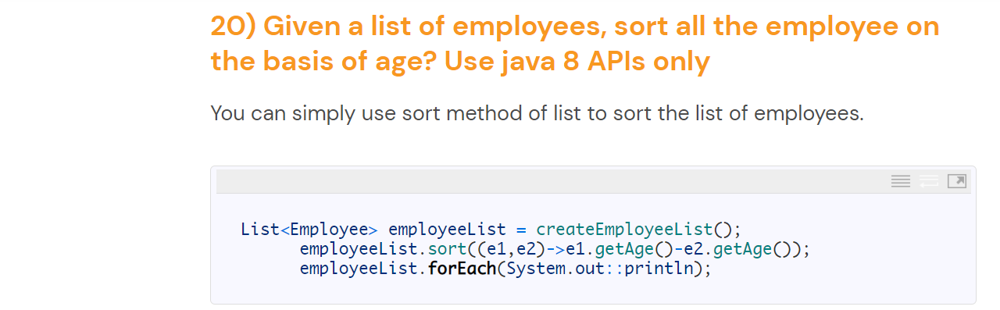 20) Given a list of employees, sort all the employee on
the basis of age? Use java 8 APIs only
You can simply use sort method of list to sort the list of employees.
List<Employee> employeeList = createEmployeeList();
employeeList.sort((e1,e2)->e1.getAge()-e2.getAge());
employeeList.forEach(System.out::println);